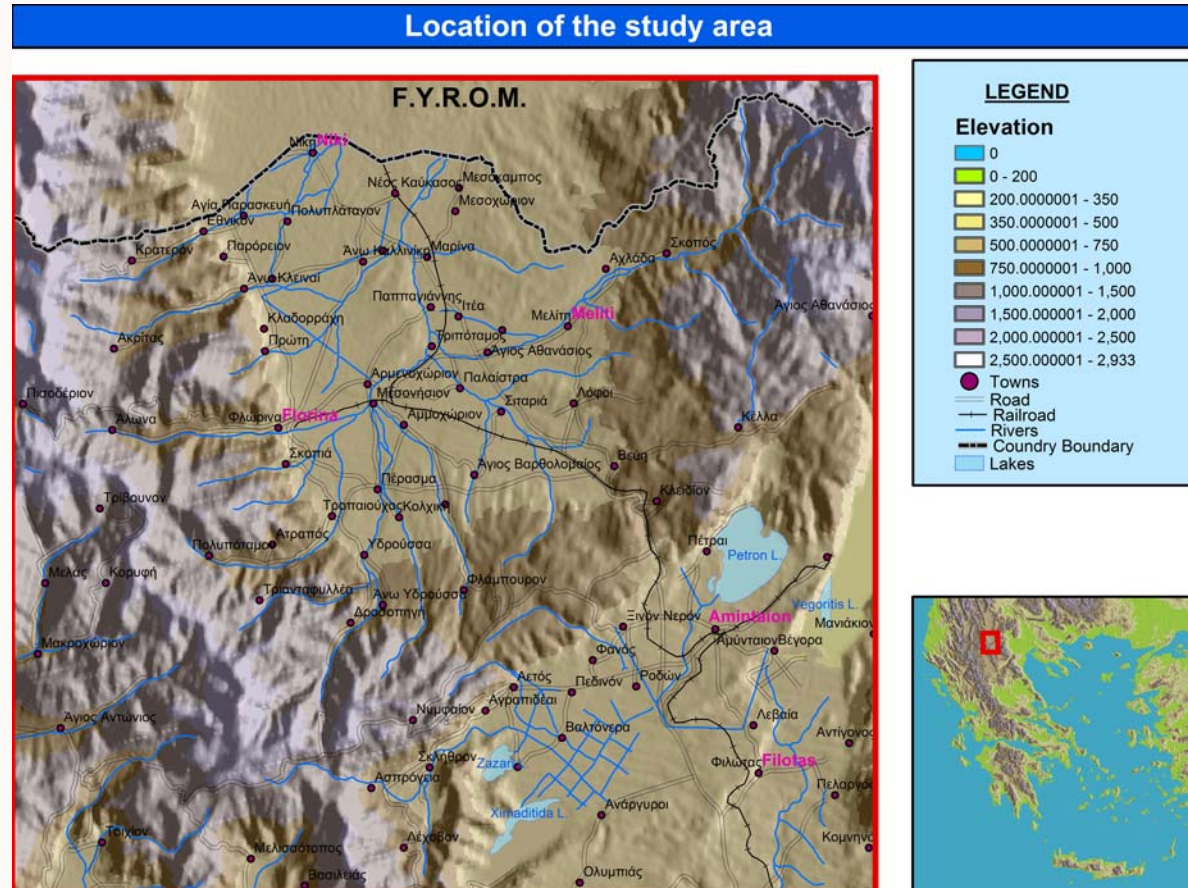 Location of the study area
F.Y.R.O.M.
Νίκη Niki
Νέος Καύκασος
Μεσόκαμπος
Μεσοχώριον
Αγία Παρασκευή
Εθνικόν
Πολυπλάτανον
Κρατερόν
Παρόρειον
Άνω Καλλινίκη
Μαρίνα
Σκοπός
Αχλάδα
Άνω Κλειναί
Παππαγιάννης
Ιτέα
Μελίτη Meliti
Άγιος Αθανάσιος
Κλαδορράχη
Ακρίτας
Πρώτη
Τριπόταμος
Άγιος Αθανάσιος
Πισοδέριον
Αρμενοχώριον
Παλαίστρα
Μεσονήσιον
Σιταριά
Λόφοι
Άλωνα
Φλώρινα Florina
Αμμοχώριον
Κέλλα
Σκοπιά
Άγιος Βαρθολομαίος
Βεύη
Πέρασμα
Κλειδίον
Τρίβουνον
Τροπαιούχος
Κολχική
Ατραπός
Πολυπόταμο
Υδρούσσα
Πέτραι
Petron L.
Μελάς
Κορυφή
Τριανταφυλλέα
Άνω Υδρούσσα
Φλάμπουρον
Δροσοπηγή
Vegoritis L.
Ξινόν Νερόν
Amintaion
Μανιάκιον
Μακροχώριον
Αμύνταιον
Βέγορα
Φανός
Αετός
Πεδινόν
Ροδών
Αγραπιδέαι
Άγιος Αντώνιος
Νυμφαίον
Λεβαία
Βαλτόνερα
Αντίγονος
Σκλήθρον
Zazari
Φιλώτας Filotas
Ασπρόγεια
Πελαργός
Ximaditida L.
Ανάργυροι
Τοιχίον
Λέχοβον
Κομνηνό
Μελισσότοπος
Βασιλειάς
Ολυμπιάς
LEGEND
Elevation
0
0 - 200
200.0000001 - 350
350.0000001 - 500
500.0000001 - 750
750.0000001 - 1,000
1,000.000001 - 1,500
1,500.000001 - 2,000
2,000.000001 - 2,500
2,500.000001 - 2,933
Towns
Road
Railroad
Rivers
Coundry Boundary
Lakes